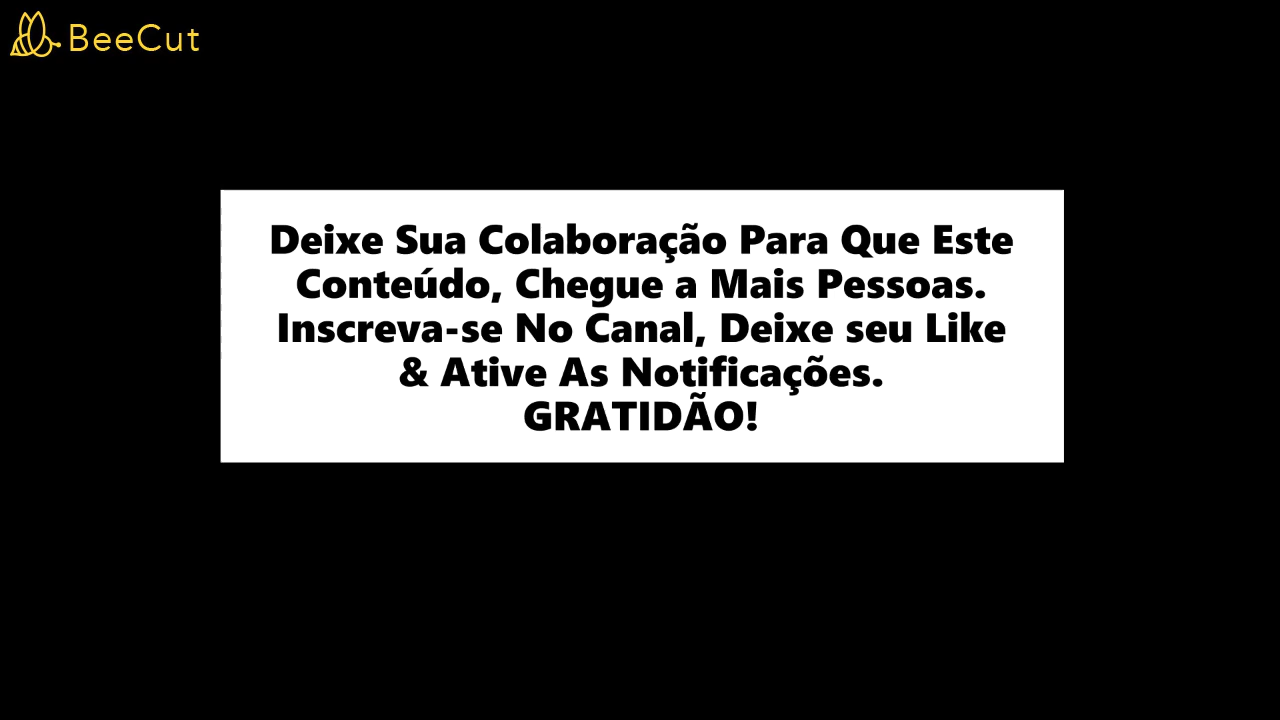 BeeCut
Deixe Sua Colaboração Para Que Este
Conteúdo, Chegue a Mais Pessoas.
Inscreva-se No Canal, Deixe seu Like
& Ative As Notificações.
GRATIDÃO!